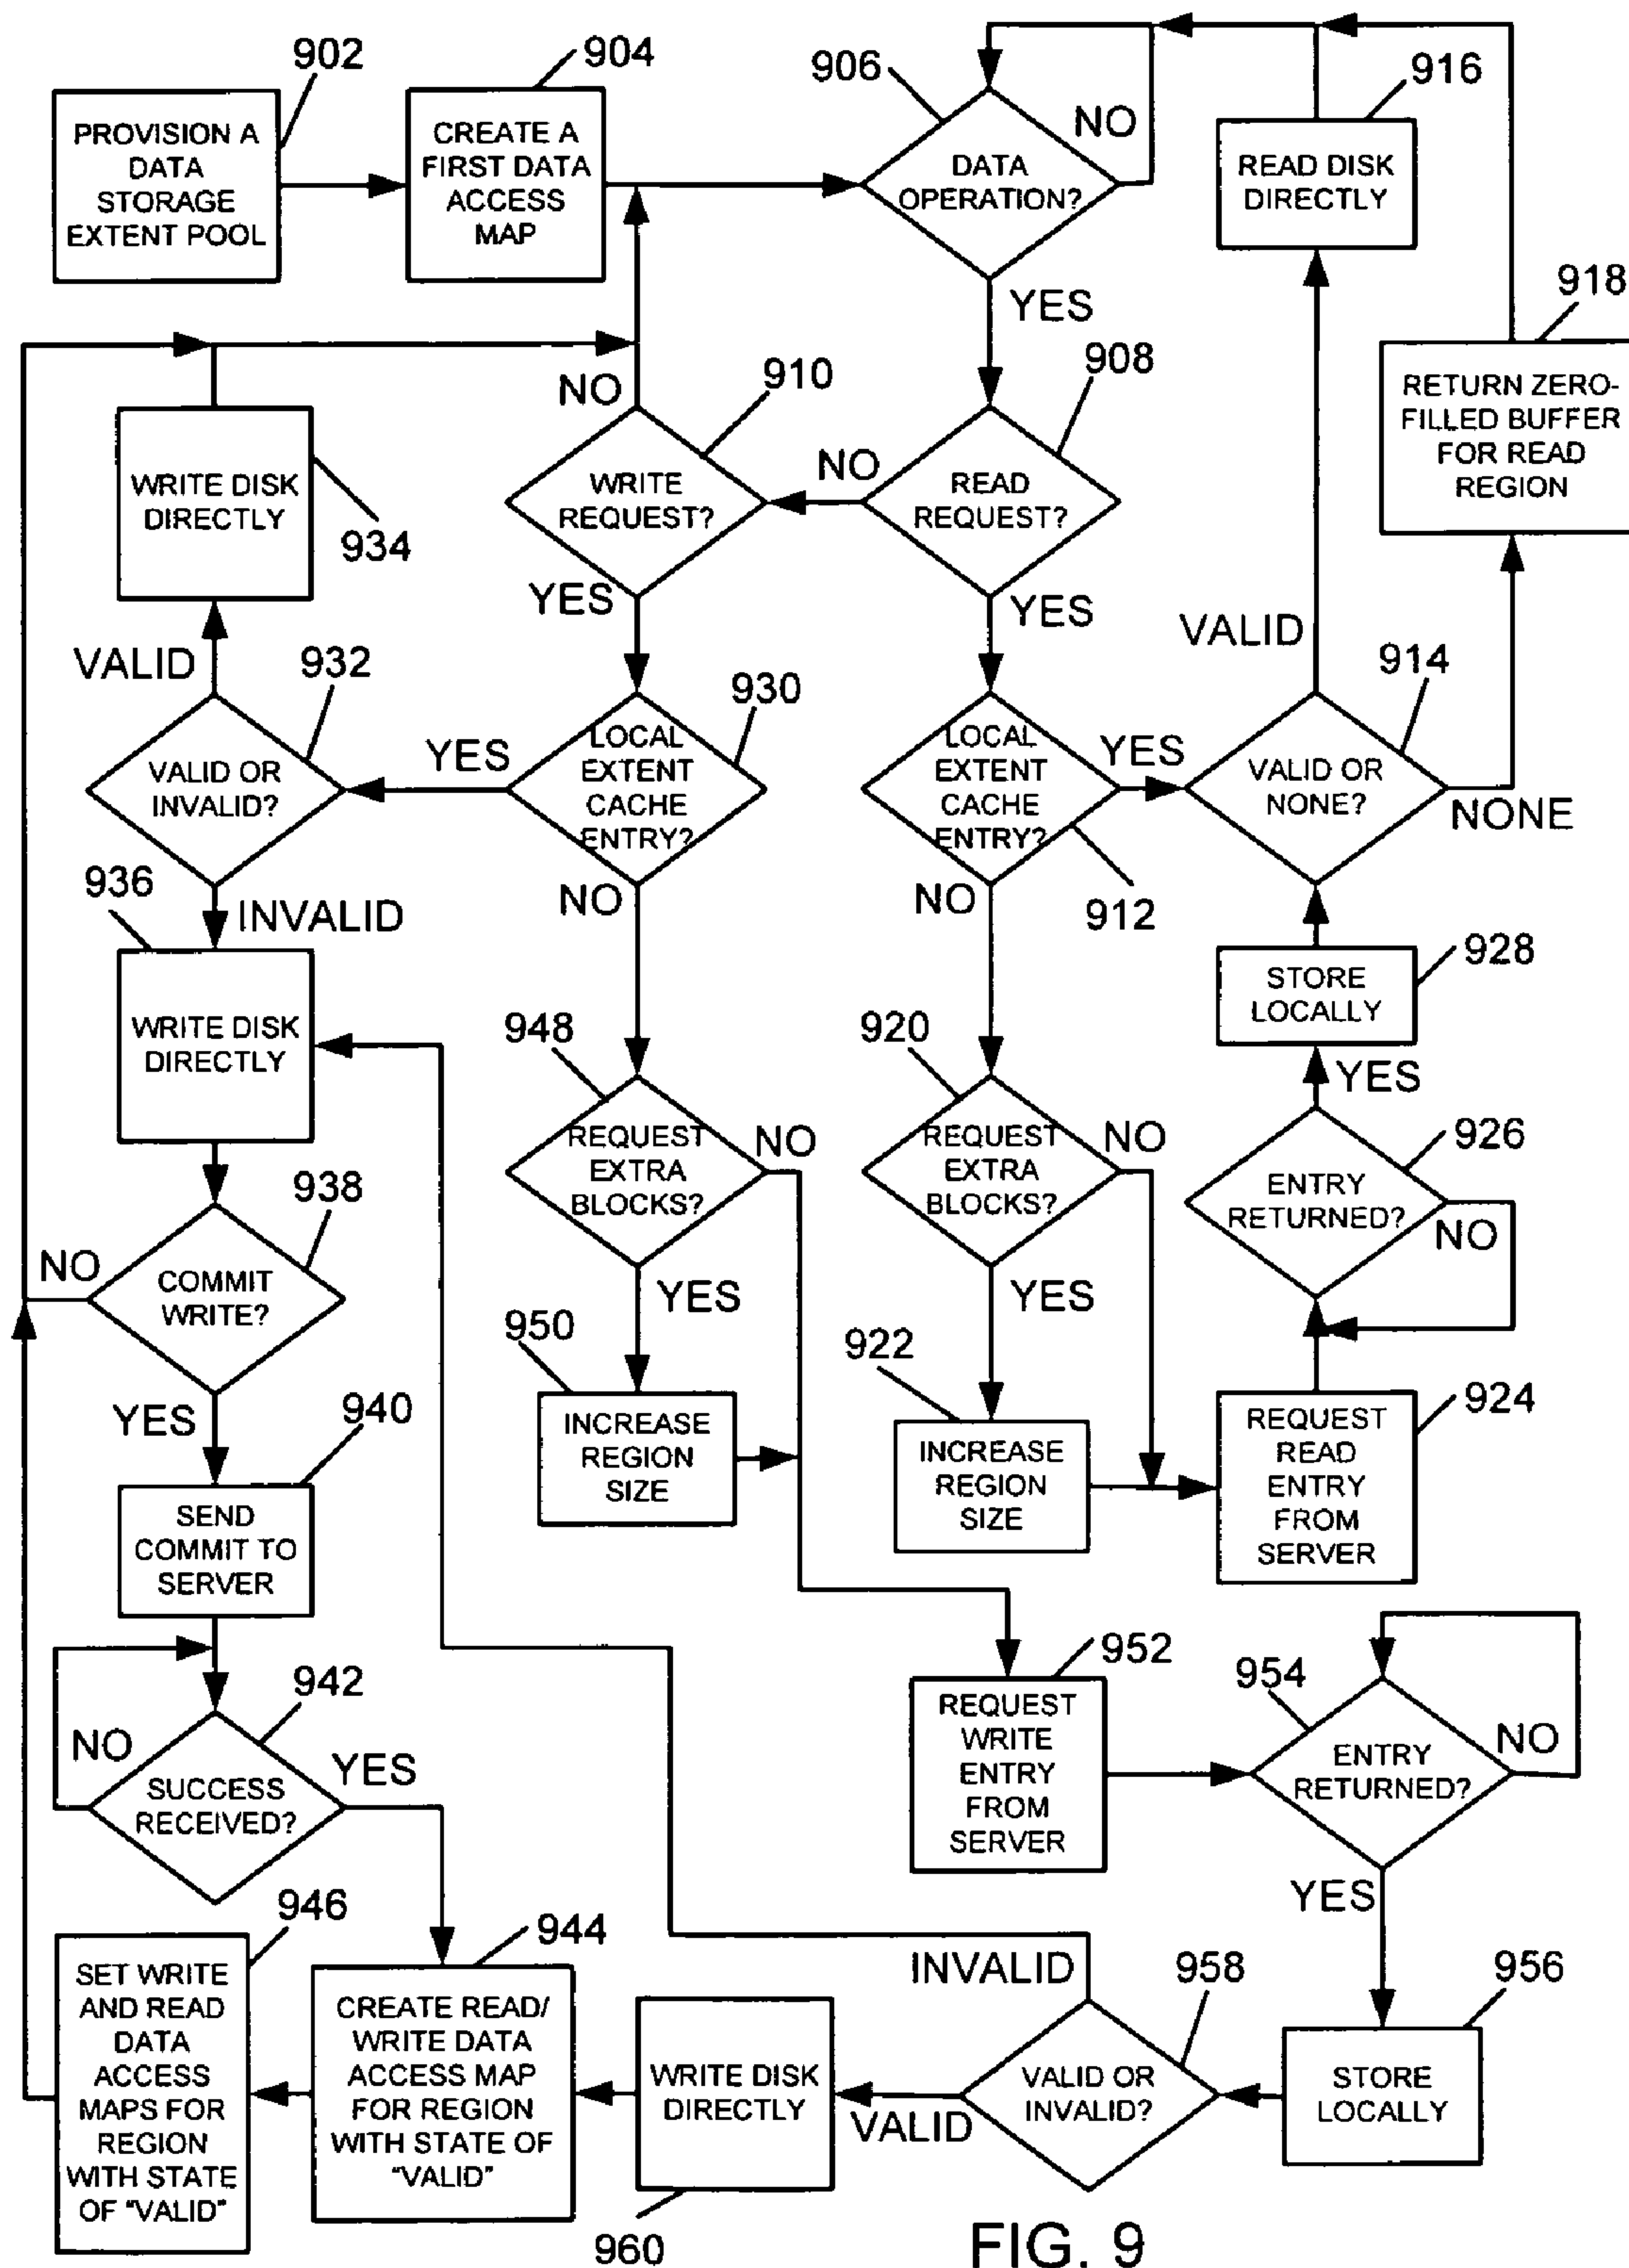 902
904
906
916
PROVISION A
DATA
STORAGE
EXTENT POOL
CREATE A
FIRST DATA
ACCESS
MAP
DATA
OPERATION?
NO
READ DISK
DIRECTLY
YES
918
RETURN ZERO-
FILLED BUFFER
FOR READ
REGION
NO
910
908
WRITE DISK
DIRECTLY
934
WRITE
REQUEST?
NO
READ
REQUEST?
YES
YES
VALID
VALID
932
930
914
VALID OR
INVALID?
YES
LOCAL
EXTENT
CACHE
ENTRY?
LOCAL
EXTENT
CACHE
ENTRY?
YES
VALID OR
NONE?
NONE
936
INVALID
NO
NO
912
928
STORE
LOCALLY
WRITE DISK
DIRECTLY
948
920
YES
REQUEST
EXTRA
BLOCKS?
NO
REQUEST
EXTRA
BLOCKS?
NO
926
ENTRY
RETURNED?
NO
938
NO
COMMIT
WRITE?
YES
YES
950
922
YES
940
INCREASE
REGION
SIZE
INCREASE
REGION
SIZE
924
REQUEST
READ
ENTRY
FROM
SERVER
SEND
COMMIT TO
SERVER
942
952
954
NO
SUCCESS
RECEIVED?
YES
REQUEST
WRITE
ENTRY
FROM
SERVER
ENTRY
RETURNED?
NO
YES
946
944
INVALID
958
956
SET WRITE
AND READ
DATA
ACCESS
MAPS FOR
REGION
WITH STATE
OF "VALID"
CREATE READ/
WRITE DATA
ACCESS MAP
FOR REGION
WITH STATE OF
"VALID"
WRITE DISK
DIRECTLY
VALID
VALID OR
INVALID?
STORE
LOCALLY
960
FIG. 9